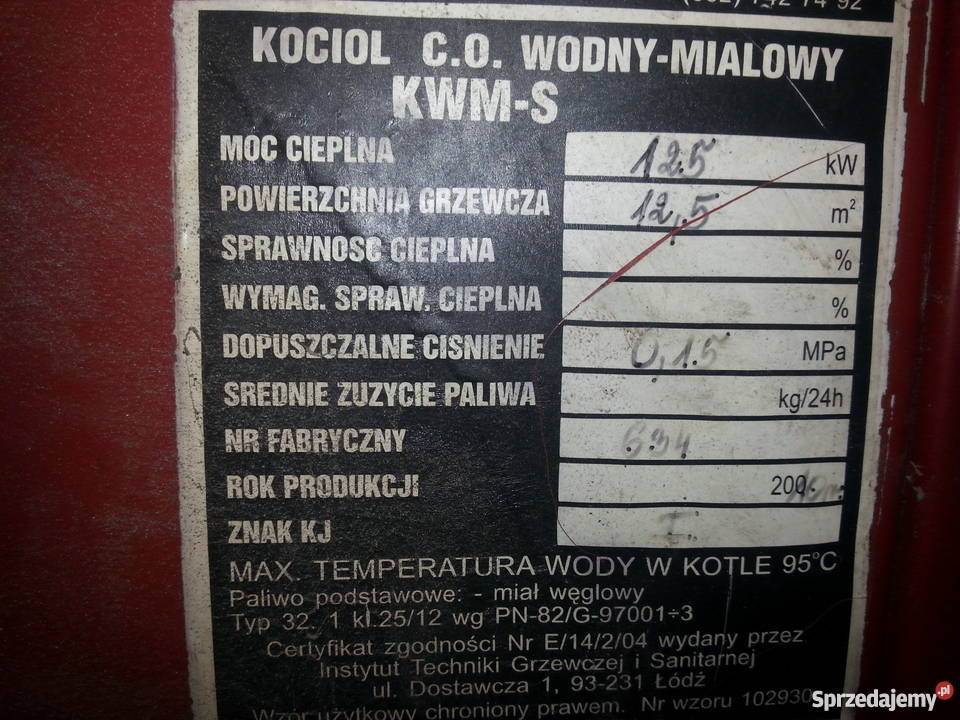 KOCIOL C.O. WODNY-MIALOWY
KWM-S
MOC CIEPLNA 125 kW
POWIERZCHNIA GRZEWCZA 12,5 m²
SPRAWNOSC CIEPLNA %
WYMAG. SPRAW. CIEPLNA %
DOPUSZCZALNE CISNIENIE 0,15 MPa
SREDNIE ZUZYCIE PALIWA kg/24h
NR FABRYCZNY 634
ROK PRODUKCJI 200
ZNAK KJ I
MAX. TEMPERATURA WODY W KOTLE 95°C
Paliwo podstawowe: - miał węglowy
Typ 32. 1 kl.25/12 wg PN-82/G-97001÷3
Certyfikat zgodności Nr E/14/2/04 wydany przez
Instytut Techniki Grzewczej i Sanitarnej
ul. Dostawcza 1, 93-231 Łódź
Wzór użytkowy chroniony prawem. Nr wzoru 102930
Sprzedajemy.pl